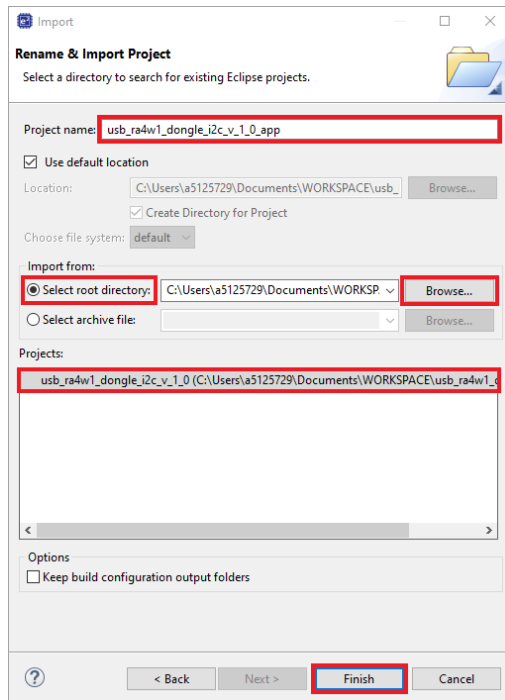 Import
Rename & Import Project
Select a directory to search for existing Eclipse projects.
Project name: usb_ra4w1_dongle_i2c_v_1_0_app
Use default location
Location: C:\Users\a5125729\Documents\WORKSPACE\usb_ Browse...
Create Directory for Project
Choose file system: default
Import from:
Select root directory: C:\Users\a5125729\Documents\WORKSP. Browse...
Select archive file: Browse...
Projects:
usb_ra4w1_dongle_i2c_v_1_0 (C:\Users\a5125729\Documents\WORKSPACE\usb_ra4w1_
Options
Keep build configuration output folders
? < Back Next > Finish Cancel